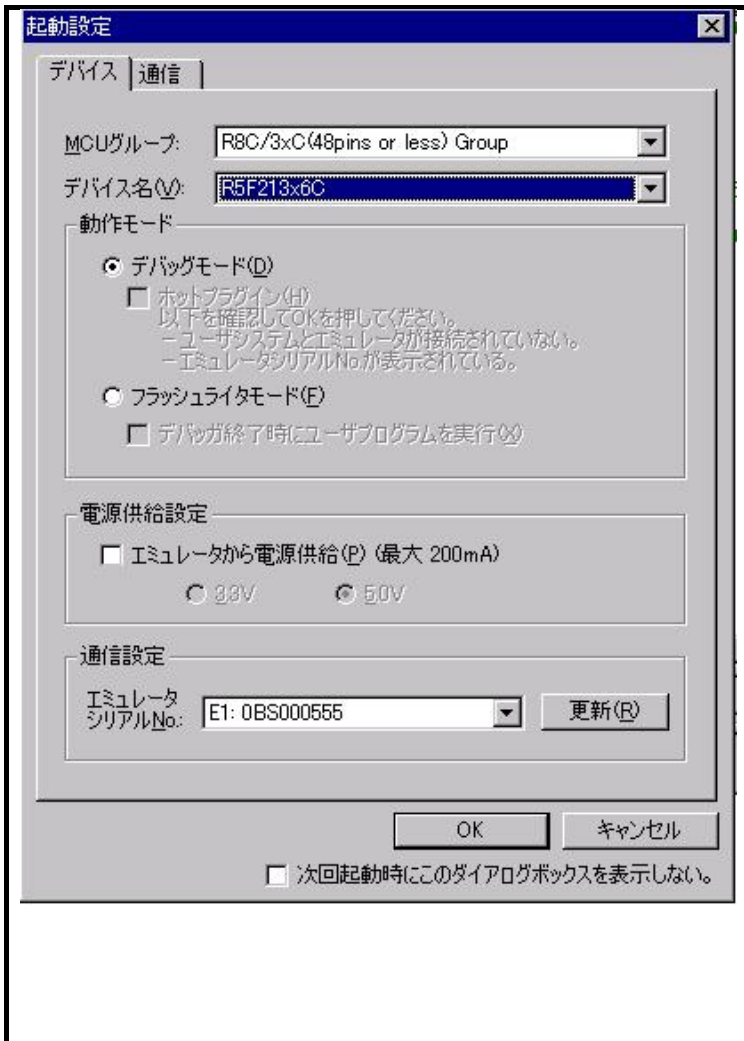 起動設定
デバイス
通信
MCUグループ:
R8C/3xC(48pins or less) Group
デバイス名(V):
R5F213x6C
動作モード
デバッグモード(D)
ホットプラグイン(H)
以下を確認してOKを押してください。
－ユーザシステムとエミュレータが接続されていない。
－エミュレータシリアルNo.が表示されている。
フラッシュライタモード(F)
デバッガ終了時にユーザプログラムを実行(X)
電源供給設定
エミュレータから電源供給(P) (最大 200mA)
3.3V
5.0V
通信設定
エミュレータ
シリアルNo.:
E1: 0BS000555
更新(R)
OK
キャンセル
次回起動時にこのダイアログボックスを表示しない。